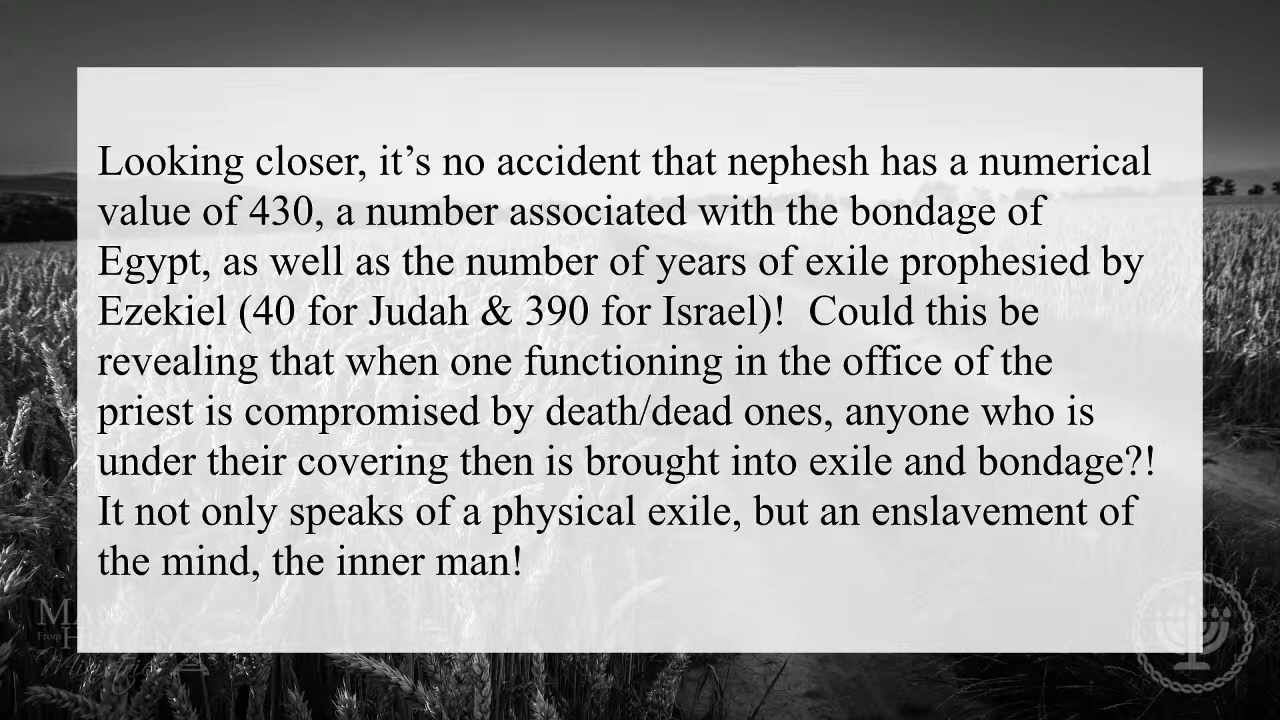 Looking closer, it’s no accident that nephesh has a numerical
value of 430, a number associated with the bondage of
Egypt, as well as the number of years of exile prophesied by
Ezekiel (40 for Judah & 390 for Israel)!  Could this be
revealing that when one functioning in the office of the
priest is compromised by death/dead ones, anyone who is
under their covering then is brought into exile and bondage?!
It not only speaks of a physical exile, but an enslavement of
the mind, the inner man!
From
Ministries